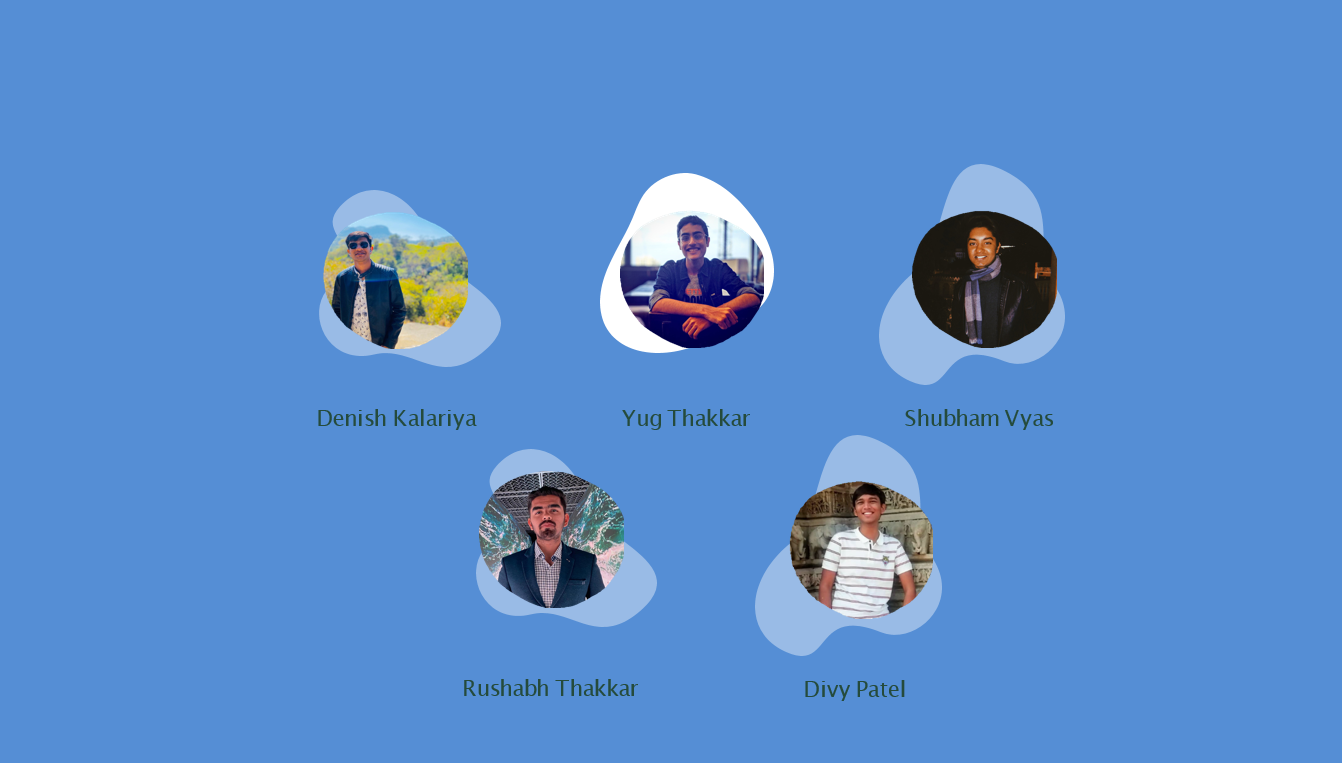 Denish Kalariya
Yug Thakkar
Shubham Vyas
Rushabh Thakkar
Divy Patel